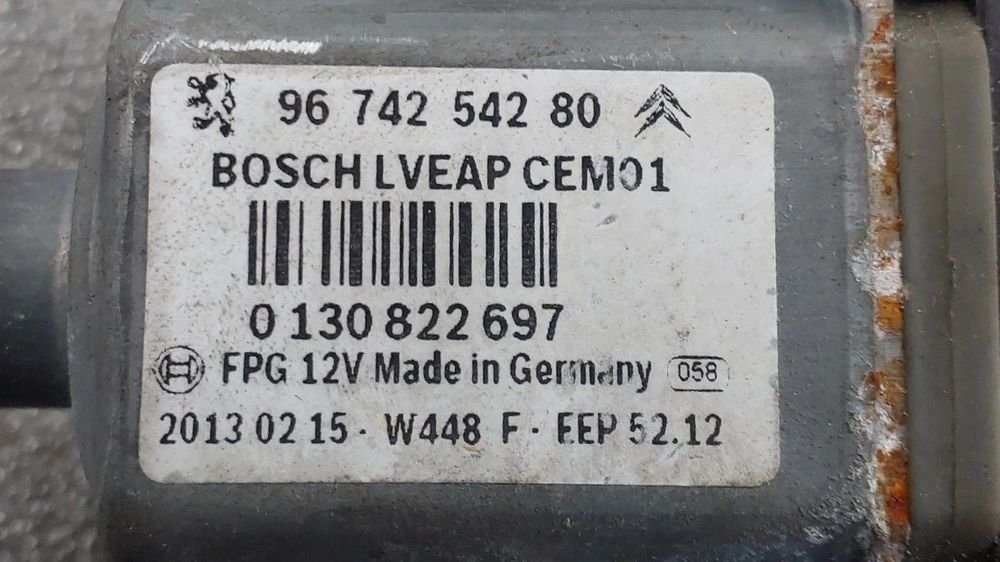 96 742 542 80
BOSCH LVEAP CEM01
0 130 822 697
FPG 12V Made in Germany 058
2013 02 15 - W448 F - EEP 52.12